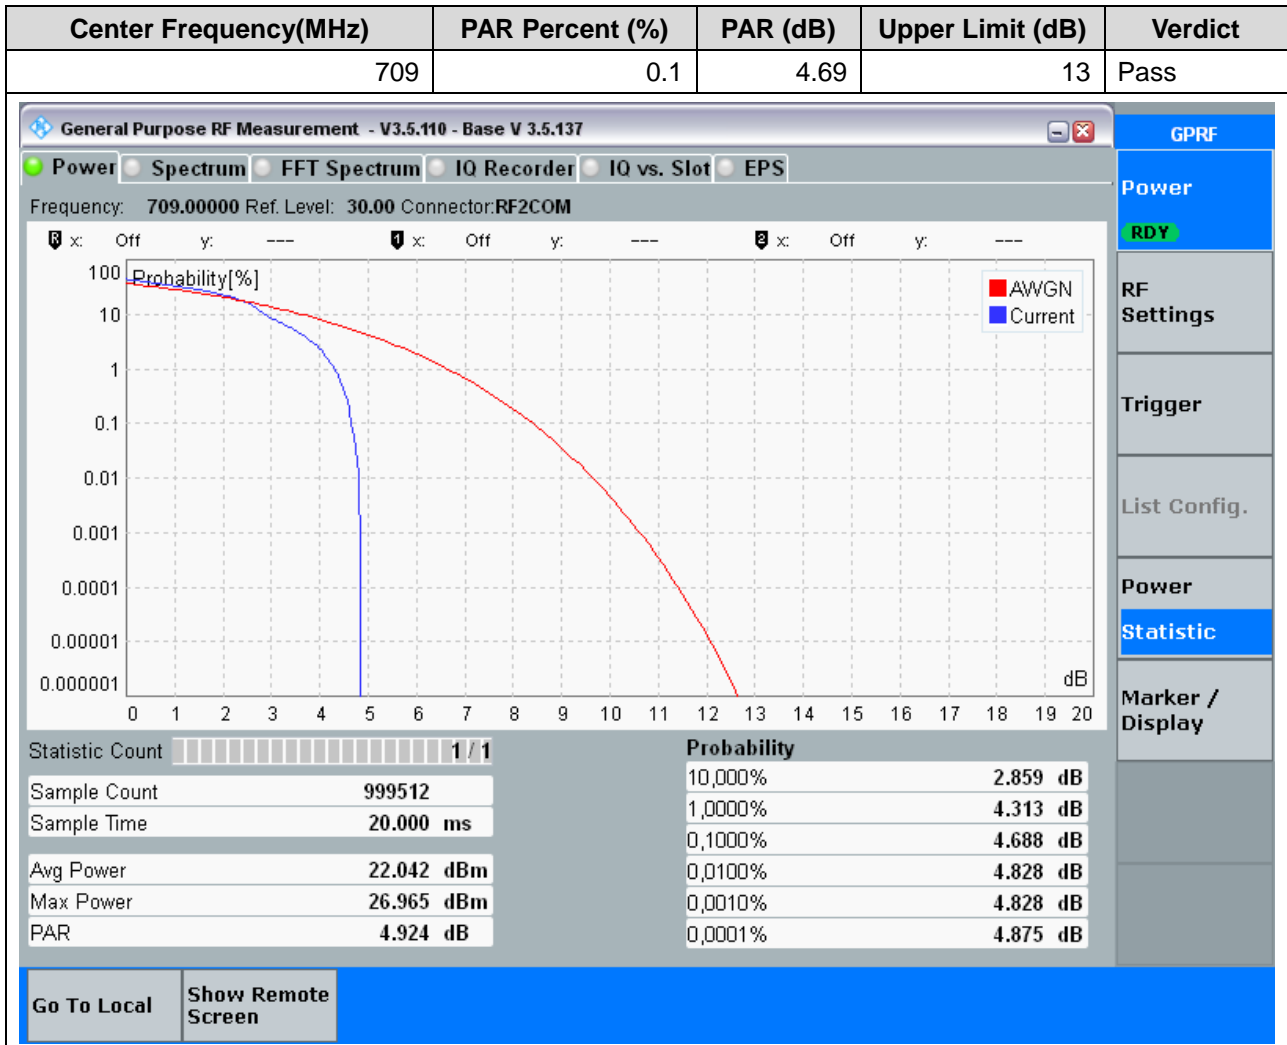 Center Frequency(MHz) PAR Percent (%) PAR (dB) Upper Limit (dB) Verdict
709 0.1 4.69 13 Pass
General Purpose RF Measurement - V3.5.110 - Base V 3.5.137
GPRF
Power Spectrum FFT Spectrum IQ Recorder IQ vs. Slot EPS
Power
RDY
Frequency: 709.00000 Ref. Level: 30.00 Connector:RF2COM
R x: Off y: --- 1 x: Off y: --- 2 x: Off y: ---
Probability[%]
AWGN
Current
100
10
1
0.1
0.01
0.001
0.0001
0.00001
0.000001
dB
0 1 2 3 4 5 6 7 8 9 10 11 12 13 14 15 16 17 18 19 20
RF
Settings
Trigger
List Config.
Power
Statistic
Marker /
Display
Statistic Count 1 / 1
Sample Count 999512
Sample Time 20.000 ms
Avg Power 22.042 dBm
Max Power 26.965 dBm
PAR 4.924 dB
Probability
10,000% 2.859 dB
1,0000% 4.313 dB
0,1000% 4.688 dB
0,0100% 4.828 dB
0,0010% 4.828 dB
0,0001% 4.875 dB
Go To Local
Show Remote
Screen